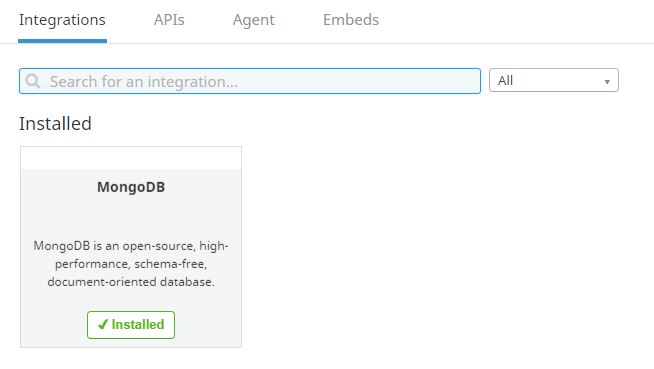 Integrations APIs Agent Embeds
Search for an integration... All
Installed
MongoDB
MongoDB is an open-source, high-
performance, schema-free,
document-oriented database.
✔ Installed